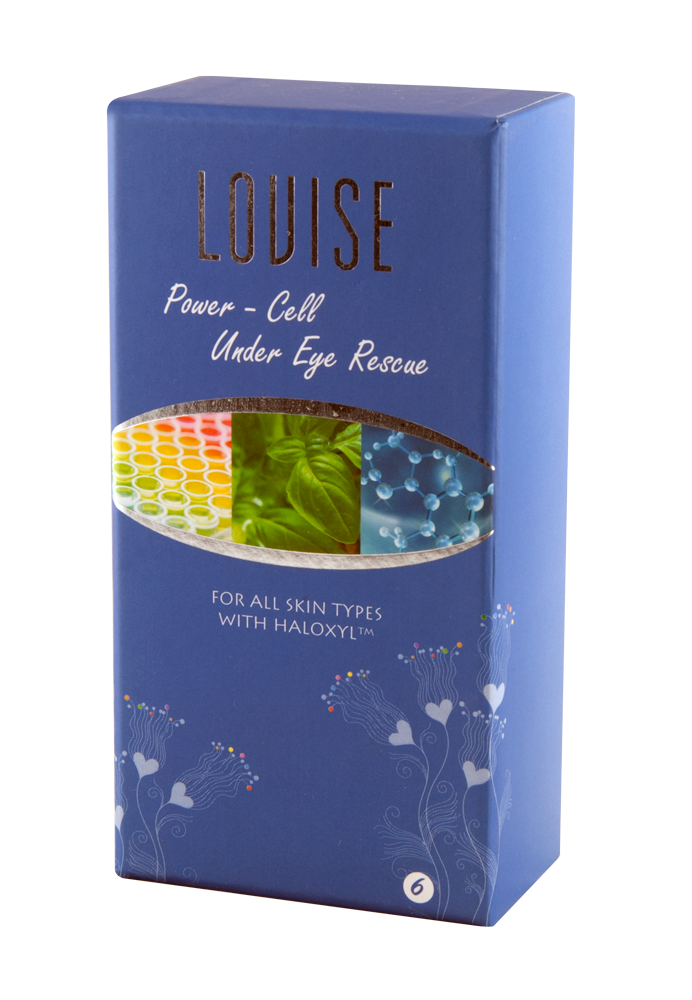 LOUISE
Power - Cell
Under Eye Rescue
FOR ALL SKIN TYPES
WITH HALOXYL™
6